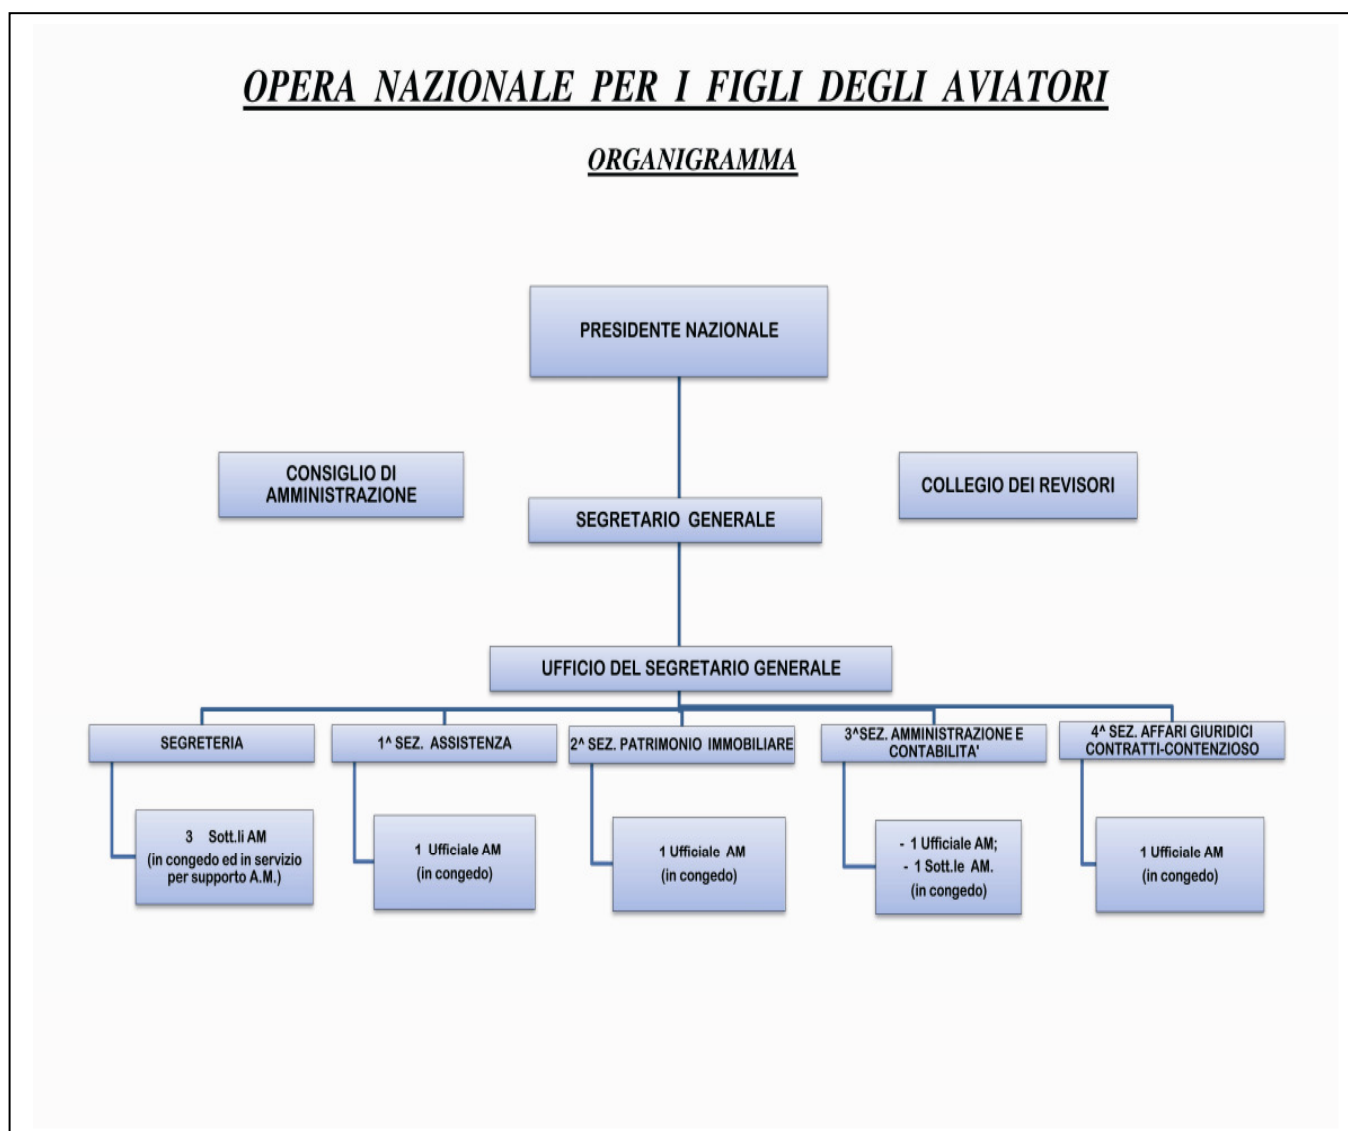 OPERA NAZIONALE PER I FIGLI DEGLI AVIATORI
ORGANIGRAMMA
PRESIDENTE NAZIONALE
CONSIGLIO DI
AMMINISTRAZIONE
COLLEGIO DEI REVISORI
SEGRETARIO GENERALE
UFFICIO DEL SEGRETARIO GENERALE
SEGRETERIA
1^ SEZ. ASSISTENZA
2^ SEZ. PATRIMONIO IMMOBILIARE
3^SEZ. AMMINISTRAZIONE E
CONTABILITA'
4^ SEZ. AFFARI GIURIDICI
CONTRATTI-CONTENZIOSO
3 Sott.li AM
(in congedo ed in servizio
per supporto A.M.)
1 Ufficiale AM
(in congedo)
1 Ufficiale AM
(in congedo)
- 1 Ufficiale AM;
- 1 Sott.le AM.
(in congedo)
1 Ufficiale AM
(in congedo)